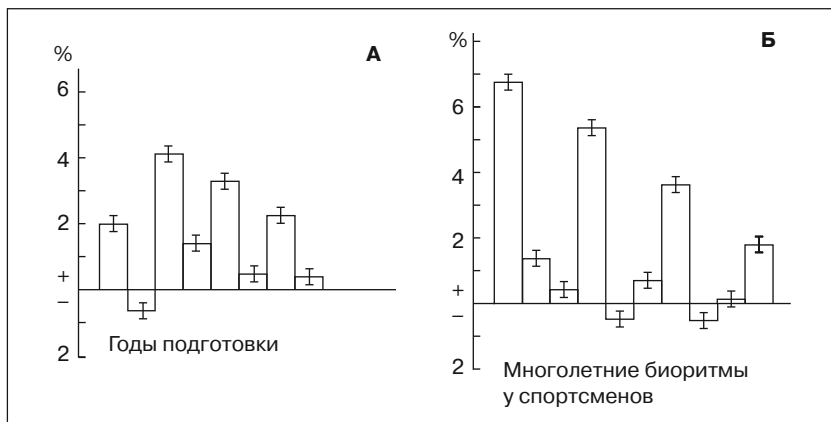 %
А
6
4
2
+
−
2
Годы подготовки
%
Б
6
4
2
+
−
2
Многолетние биоритмы
у спортсменов